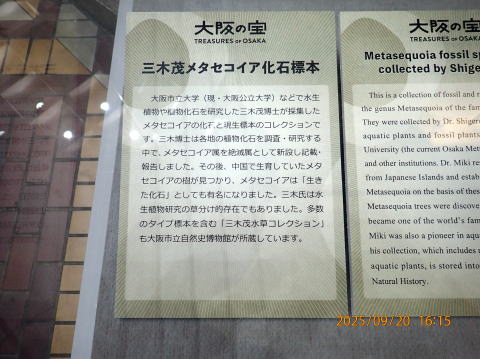 大阪の宝
TREASURES OF OSAKA
三木茂メタセコイア化石標本
大阪市立大学(現・大阪公立大学)などで水生
植物や植物化石を研究した三木茂博士が採集した
メタセコイアの化石と現生標本のコレクションで
す。三木博士は各地の植物化石を調査・研究する
中で、メタセコイア属を絶滅属として新設し記載・
報告しました。その後、中国で生育していたメタセ
コイアの樹が見つかり、メタセコイアは「生き
た化石」としても有名になりました。三木氏は水
生植物研究の草分け的存在でもありました。多数
のタイプ標本を含む「三木茂水草コレクション」
も大阪市立自然史博物館が所蔵しています。
大阪の宝
TREASURES OF OSAKA
Metasequoia fossil
collected by Shige
This is a collection of fossil and
the genus Metasequoia of the fam
They were collected by Dr. Shiger
aquatic plants and fossil plants
University (the current Osaka Met
and other institutions. Dr. Miki re
from Japanese Islands and estab
Metasequoia on the basis of thes
Metasequoia trees were discover
became one of the world's fam
Miki was also a pioneer in aqu
his collection, which includes
aquatic plants, is stored into
Natural History.
2025/09/20 16:15